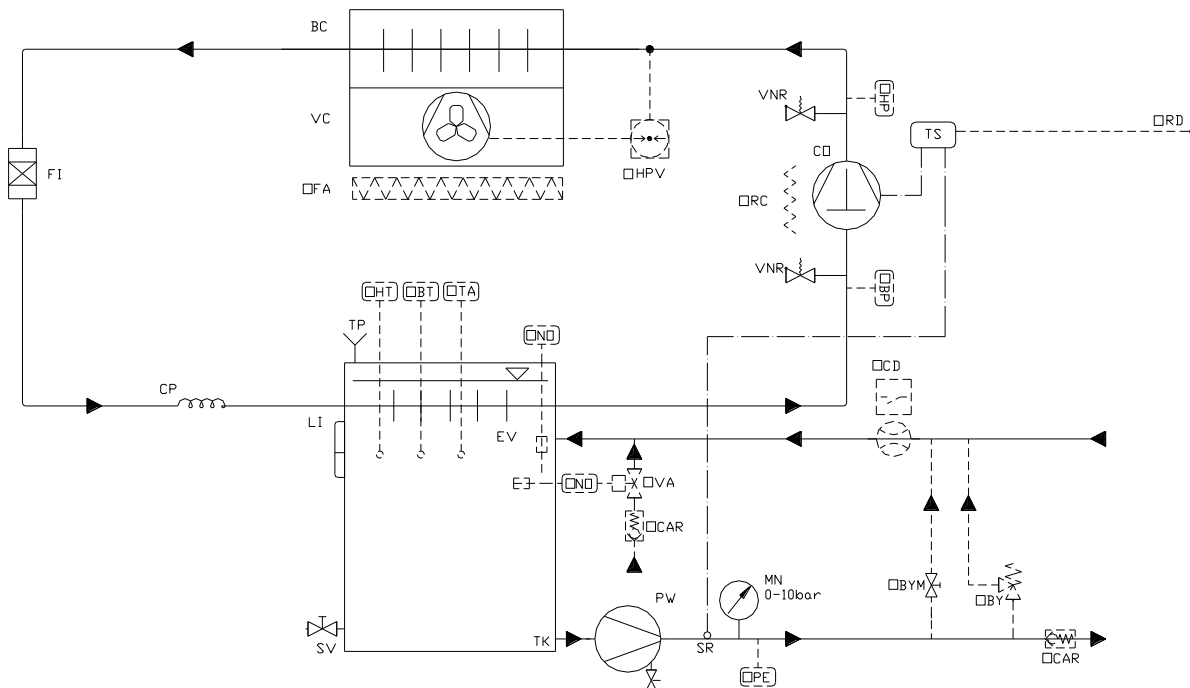 BC
VNR
□HP
VC
CO
TS
□RD
FI
□HPV
□FA
□RC
VNR
□BP
□HT
□BT
□TA
TP
□NO
□CD
CP
LI
EV
□NO
□VA
□CAR
MN
0-10bar
□BYM
□BY
PW
TK
SV
SR
□PE
□CAR